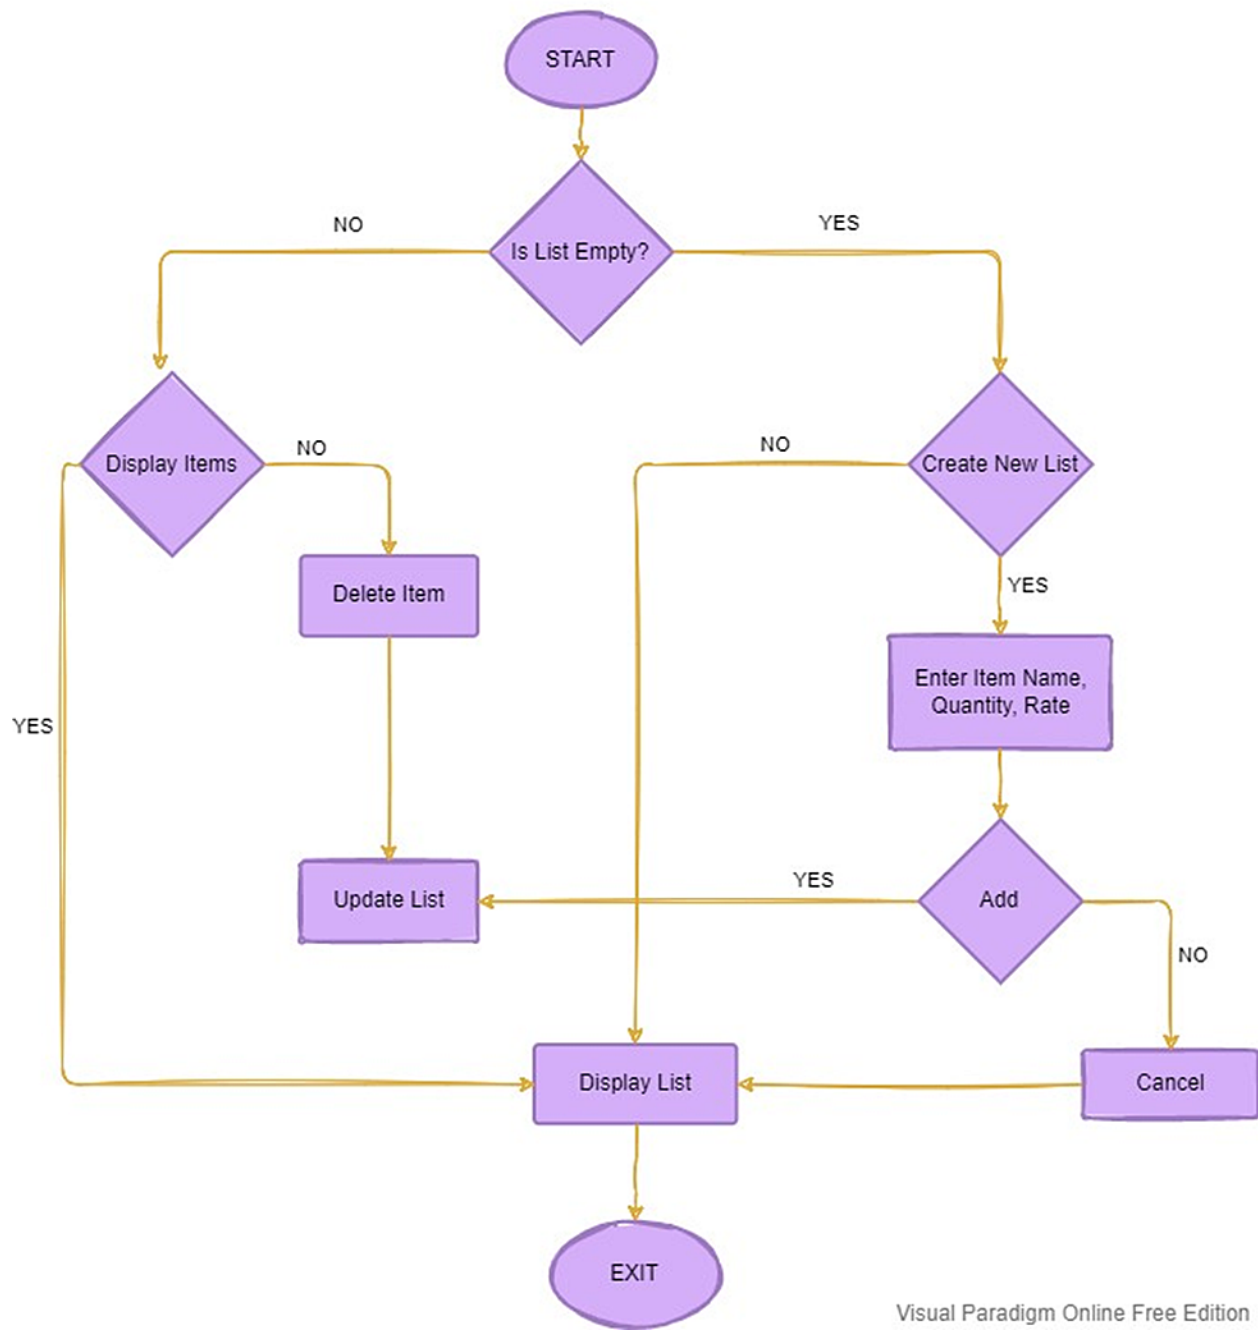 START
Is List Empty?
NO
YES
Display Items
NO
NO
Create New List
Delete Item
YES
Enter Item Name,
Quantity, Rate
YES
Update List
YES
Add
NO
Display List
Cancel
EXIT
Visual Paradigm Online Free Edition